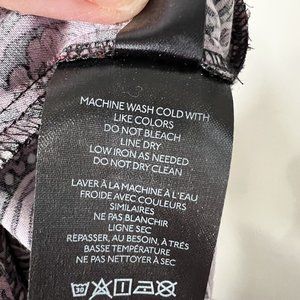 MACHINE WASH COLD WITH
LIKE COLORS
DO NOT BLEACH
LINE DRY
LOW IRON AS NEEDED
DO NOT DRY CLEAN
LAVER À LA MACHINE À L'EAU
FROIDE AVEC COULEURS
SIMILAIRES
NE PAS BLANCHIR
LIGNE SEC
REPASSER, AU BESOIN, À TRÈS
BASSE TEMPÉRATURE
NE PAS NETTOYER À SEC
30